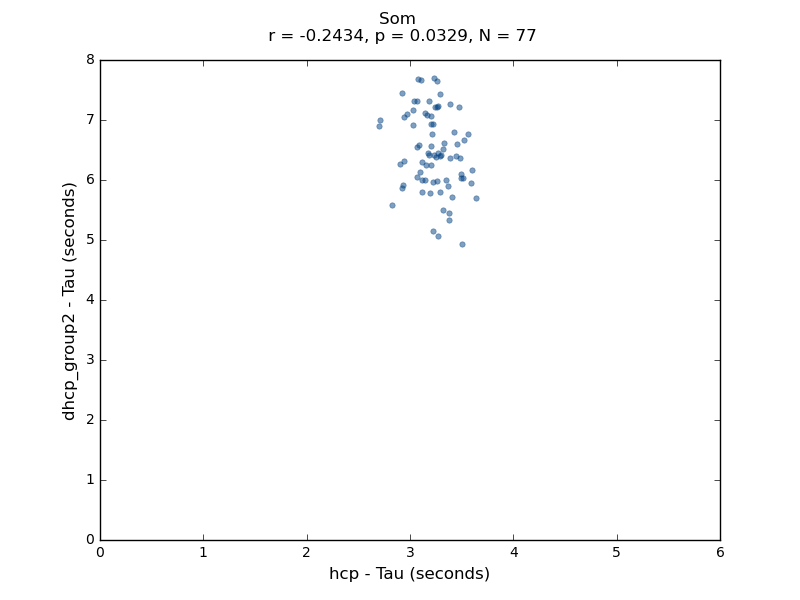 Som
r = -0.2434, p = 0.0329, N = 77
8
7
6
5
4
3
2
1
0
dhcp_group2 - Tau (seconds)
0 1 2 3 4 5 6
hcp - Tau (seconds)